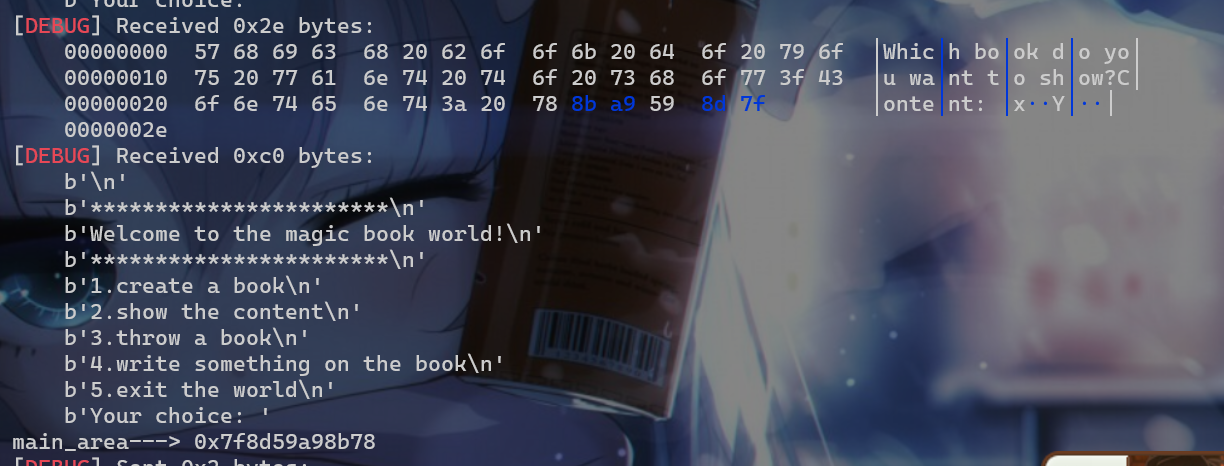 b'Your choice:
[DEBUG] Received 0x2e bytes:
00000000  57 68 69 63  68 20 62 6f  6f 6b 20 64  6f 20 79 6f  │Whic│h bo│ok d│o yo│
00000010  75 20 77 61  6e 74 20 74  6f 20 73 68  6f 77 3f 43  │u wa│nt t│o sh│ow?C│
00000020  6f 6e 74 65  6e 74 3a 20  78 8b a9 59  8d 7f  │onte│nt: │x··Y│··│
0000002e
[DEBUG] Received 0xc0 bytes:
b'\n'
b'***********************\n'
b'Welcome to the magic book world!\n'
b'***********************\n'
b'1.create a book\n'
b'2.show the content\n'
b'3.throw a book\n'
b'4.write something on the book\n'
b'5.exit the world\n'
b'Your choice: '
main_area---> 0x7f8d59a98b78
[DEBUG] Sent 0x2 bytes: